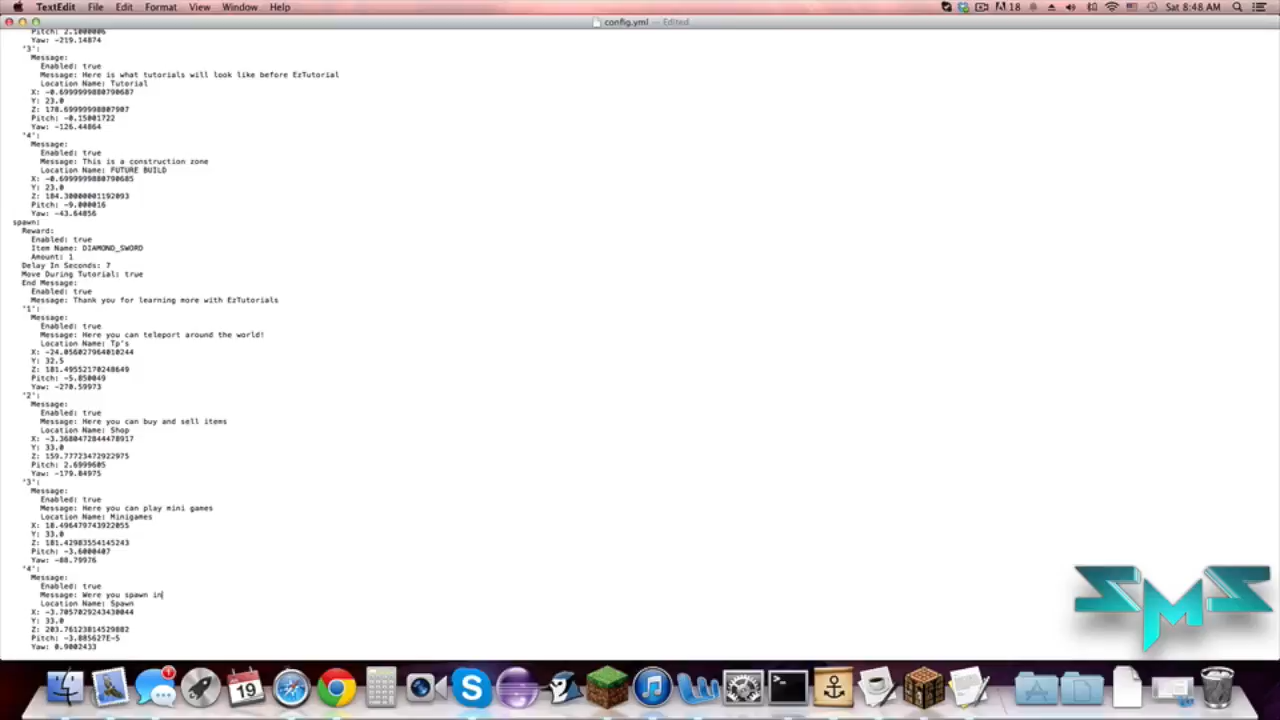 TextEdit File Edit Format View Window Help 18 Sat 8:48 AM
config.yml — Edited
Pitch: 2.1000006
Yaw: -219.14874
'3':
Message:
Enabled: true
Message: Here is what tutorials will look like before EzTutorial
Location Name: Tutorial
X: -0.6999999880790687
Y: 23.0
Z: 178.69999998807907
Pitch: -0.15001722
Yaw: -126.44864
'4':
Message:
Enabled: true
Message: This is a construction zone
Location Name: FUTURE BUILD
X: -0.6999999880790685
Y: 23.0
Z: 184.30000001192093
Pitch: -9.000016
Yaw: -43.64856
spawn:
Reward:
Enabled: true
Item Name: DIAMOND_SWORD
Amount: 1
Delay In Seconds: 7
Move During Tutorial: true
End Message:
Enabled: true
Message: Thank you for learning more with EzTutorials
'1':
Message:
Enabled: true
Message: Here you can teleport around the world!
Location Name: Tp's
X: -24.056027964010244
Y: 32.5
Z: 181.49552170248649
Pitch: -5.850049
Yaw: -270.59973
'2':
Message:
Enabled: true
Message: Here you can buy and sell items
Location Name: Shop
X: -3.3680472844478917
Y: 33.0
Z: 159.77723472922975
Pitch: 2.6999605
Yaw: -179.84975
'3':
Message:
Enabled: true
Message: Here you can play mini games
Location Name: Minigames
X: 18.496479743922055
Y: 33.0
Z: 181.42983554145243
Pitch: -3.6000407
Yaw: -88.79976
'4':
Message:
Enabled: true
Message: Were you spawn in
Location Name: Spawn
X: -3.7057029243430044
Y: 33.0
Z: 203.76123814529882
Pitch: -3.885627E-5
Yaw: 0.9002433
SMS
1
19